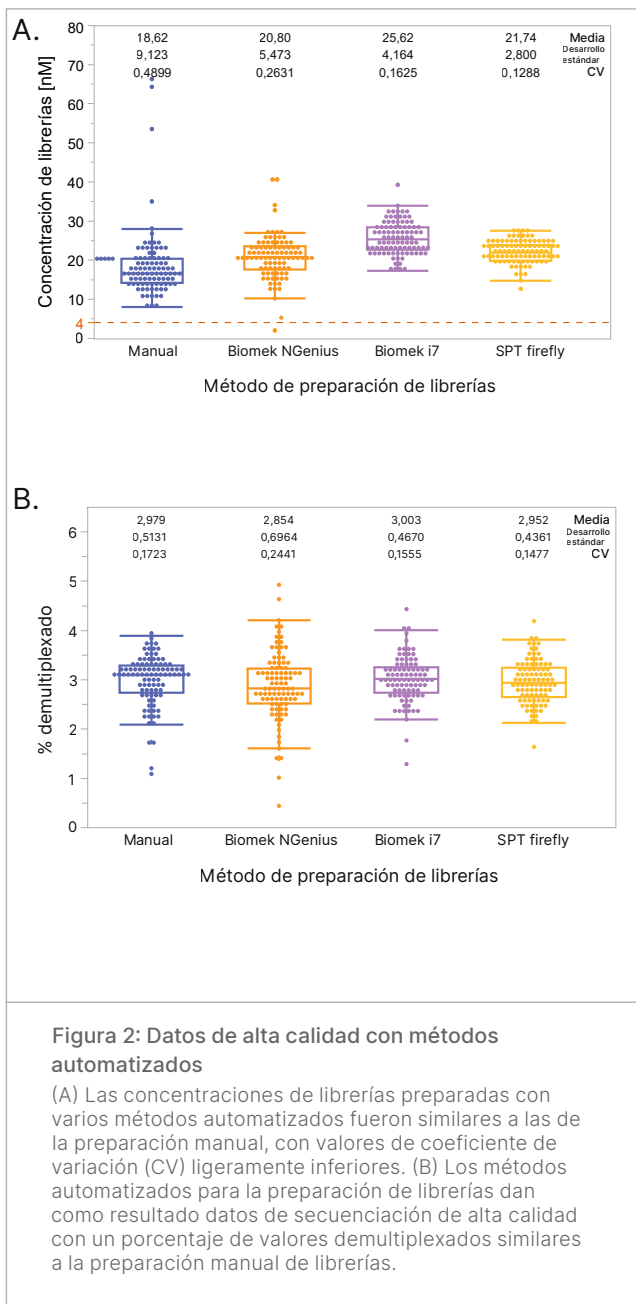 A.
18,62 20,80 25,62 21,74 Media
9,123 5,473 4,164 2,800 Desarrollo estándar
0,4899 0,2631 0,1625 0,1288 CV
Concentración de librerías [nM]
80
70
60
50
40
30
20
10
4
0
Manual Biomek NGenius Biomek i7 SPT firefly
Método de preparación de librerías
B.
2,979 2,854 3,003 2,952 Media
0,5131 0,6964 0,4670 0,4361 Desarrollo estándar
0,1723 0,2441 0,1555 0,1477 CV
% demultiplexado
6
5
4
3
2
1
0
Manual Biomek NGenius Biomek i7 SPT firefly
Método de preparación de librerías
Figura 2: Datos de alta calidad con métodos
automatizados
(A) Las concentraciones de librerías preparadas con
varios métodos automatizados fueron similares a las de
la preparación manual, con valores de coeficiente de
variación (CV) ligeramente inferiores. (B) Los métodos
automatizados para la preparación de librerías dan
como resultado datos de secuenciación de alta calidad
con un porcentaje de valores demultiplexados similares
a la preparación manual de librerías.